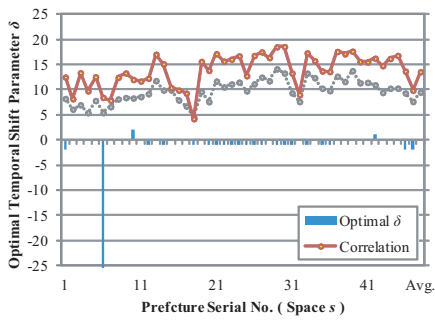 Optimal Temporal Shift Parameter δ
25
20
15
10
5
0
-5
-10
-15
-20
-25
Optimal δ
Correlation
1 11 21 31 41 Avg.
Prefcture Serial No. ( Space s )